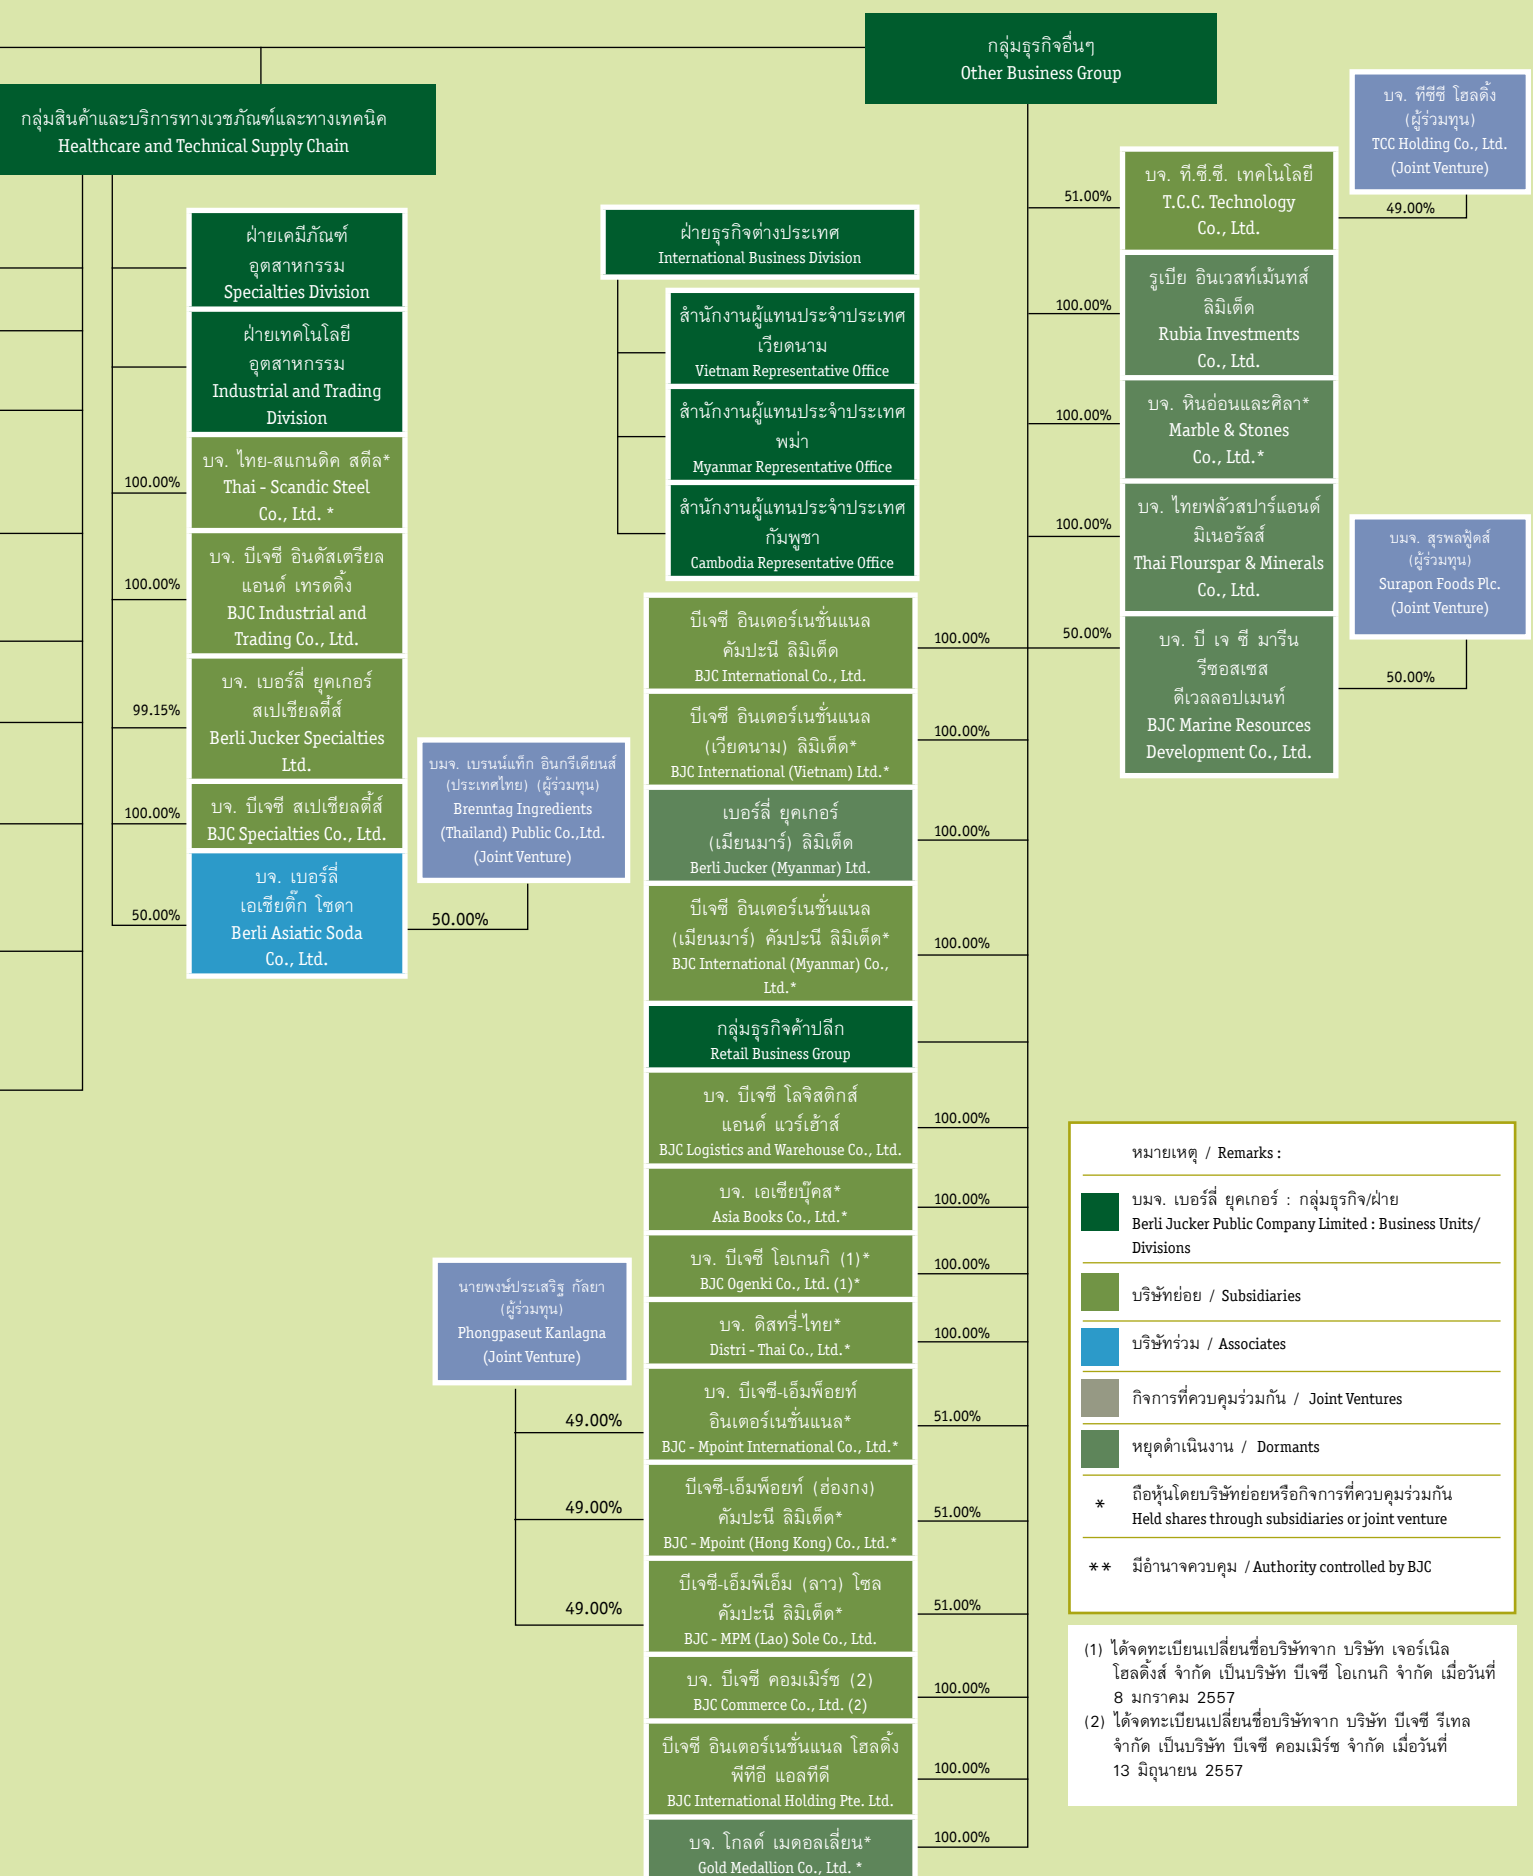 กลุ่มธุรกิจอื่นๆ
Other Business Group
กลุ่มสินค้าและบริการทางเวชภัณฑ์และทางเทคนิค
Healthcare and Technical Supply Chain
ฝ่ายเคมีภัณฑ์
อุตสาหกรรม
Specialties Division
ฝ่ายเทคโนโลยี
อุตสาหกรรม
Industrial and Trading
Division
100.00%
บจ. ไทย-สแกนดิค สตีล*
Thai - Scandic Steel
Co., Ltd. *
100.00%
บจ. บีเจซี อินดัสเตรียล
แอนด์ เทรดดิ้ง
BJC Industrial and
Trading Co., Ltd.
99.15%
บจ. เบอร์ลี่ ยุคเกอร์
สเปเชียลตี้ส์
Berli Jucker Specialties
Ltd.
100.00%
บจ. บีเจซี สเปเชียลตี้ส์
BJC Specialties Co., Ltd.
50.00%
บจ. เบอร์ลี่
เอเชียติ๊ก โซดา
Berli Asiatic Soda
Co., Ltd.
50.00%
บมจ. เบรนน์แท็ก อินกรีเดียนส์
(ประเทศไทย) (ผู้ร่วมทุน)
Brenntag Ingredients
(Thailand) Public Co.,Ltd.
(Joint Venture)
ฝ่ายธุรกิจต่างประเทศ
International Business Division
สำนักงานผู้แทนประจำประเทศ
เวียดนาม
Vietnam Representative Office
สำนักงานผู้แทนประจำประเทศ
พม่า
Myanmar Representative Office
สำนักงานผู้แทนประจำประเทศ
กัมพูชา
Cambodia Representative Office
บีเจซี อินเตอร์เนชั่นแนล
คัมปะนี ลิมิเต็ด
BJC International Co., Ltd.
100.00%
บีเจซี อินเตอร์เนชั่นแนล
(เวียดนาม) ลิมิเต็ด*
BJC International (Vietnam) Ltd.*
100.00%
เบอร์ลี่ ยุคเกอร์
(เมียนมาร์) ลิมิเต็ด
Berli Jucker (Myanmar) Ltd.
100.00%
บีเจซี อินเตอร์เนชั่นแนล
(เมียนมาร์) คัมปะนี ลิมิเต็ด*
BJC International (Myanmar) Co.,
Ltd.*
100.00%
กลุ่มธุรกิจค้าปลีก
Retail Business Group
บจ. บีเจซี โลจิสติกส์
แอนด์ แวร์เฮ้าส์
BJC Logistics and Warehouse Co., Ltd.
100.00%
บจ. เอเซียบุ๊คส*
Asia Books Co., Ltd.*
100.00%
บจ. บีเจซี โอเกนกิ (1)*
BJC Ogenki Co., Ltd. (1)*
100.00%
บจ. ดิสทรี่-ไทย*
Distri - Thai Co., Ltd.*
100.00%
นายพงษ์ประเสริฐ กัลยา
(ผู้ร่วมทุน)
Phongpaseut Kanlagna
(Joint Venture)
49.00%
บจ. บีเจซี-เอ็มพ็อยท์
อินเตอร์เนชั่นแนล*
BJC - Mpoint International Co., Ltd.*
51.00%
49.00%
บีเจซี-เอ็มพ็อยท์ (ฮ่องกง)
คัมปะนี ลิมิเต็ด*
BJC - Mpoint (Hong Kong) Co., Ltd.*
51.00%
49.00%
บีเจซี-เอ็มพีเอ็ม (ลาว) โซล
คัมปะนี ลิมิเต็ด*
BJC - MPM (Lao) Sole Co., Ltd.
51.00%
บจ. บีเจซี คอมเมิร์ซ (2)
BJC Commerce Co., Ltd. (2)
100.00%
บีเจซี อินเตอร์เนชั่นแนล โฮลดิ้ง
พีทีอี แอลทีดี
BJC International Holding Pte. Ltd.
100.00%
บจ. โกลด์ เมดอลเลี่ยน*
Gold Medallion Co., Ltd. *
100.00%
51.00%
บจ. ที.ซี.ซี. เทคโนโลยี
T.C.C. Technology
Co., Ltd.
49.00%
บจ. ทีซีซี โฮลดิ้ง
(ผู้ร่วมทุน)
TCC Holding Co., Ltd.
(Joint Venture)
100.00%
รูเบีย อินเวสท์เม้นทส์
ลิมิเต็ด
Rubia Investments
Co., Ltd.
100.00%
บจ. หินอ่อนและศิลา*
Marble & Stones
Co., Ltd.*
100.00%
บจ. ไทยฟลัวสปาร์แอนด์
มิเนอรัลส์
Thai Flourspar & Minerals
Co., Ltd.
50.00%
บจ. บี เจ ซี มารีน
รีซอสเซส
ดีเวลลอปเมนท์
BJC Marine Resources
Development Co., Ltd.
50.00%
บมจ. สุรพลฟู้ดส์
(ผู้ร่วมทุน)
Surapon Foods Plc.
(Joint Venture)
หมายเหตุ / Remarks :
บมจ. เบอร์ลี่ ยุคเกอร์ : กลุ่มธุรกิจ/ฝ่าย
Berli Jucker Public Company Limited : Business Units/
Divisions
บริษัทย่อย / Subsidiaries
บริษัทร่วม / Associates
กิจการที่ควบคุมร่วมกัน / Joint Ventures
หยุดดำเนินงาน / Dormants
* ถือหุ้นโดยบริษัทย่อยหรือกิจการที่ควบคุมร่วมกัน
Held shares through subsidiaries or joint venture
** มีอำนาจควบคุม / Authority controlled by BJC
(1) ได้จดทะเบียนเปลี่ยนชื่อบริษัทจาก บริษัท เจอร์เนิล
โฮลดิ้งส์ จำกัด เป็นบริษัท บีเจซี โอเกนกิ จำกัด เมื่อวันที่
8 มกราคม 2557
(2) ได้จดทะเบียนเปลี่ยนชื่อบริษัทจาก บริษัท บีเจซี รีเทล
จำกัด เป็นบริษัท บีเจซี คอมเมิร์ซ จำกัด เมื่อวันที่
13 มิถุนายน 2557